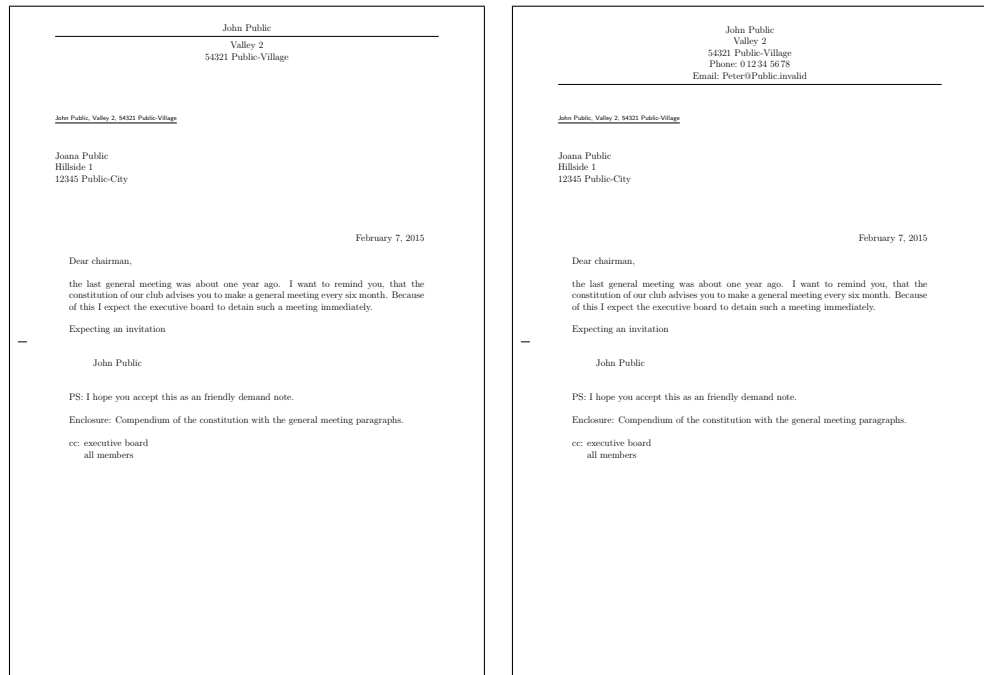 John Public
Valley 2
54321 Public-Village
John Public, Valley 2, 54321 Public-Village
Joana Public
Hillside 1
12345 Public-City
February 7, 2015
Dear chairman,
the last general meeting was about one year ago. I want to remind you, that the
constitution of our club advises you to make a general meeting every six month. Because
of this I expect the executive board to detain such a meeting immediately.
Expecting an invitation
John Public
PS: I hope you accept this as an friendly demand note.
Enclosure: Compendium of the constitution with the general meeting paragraphs.
cc: executive board
all members
John Public
Valley 2
54321 Public-Village
Phone: 0 12 34 56 78
Email: Peter@Public.invalid
John Public, Valley 2, 54321 Public-Village
Joana Public
Hillside 1
12345 Public-City
February 7, 2015
Dear chairman,
the last general meeting was about one year ago. I want to remind you, that the
constitution of our club advises you to make a general meeting every six month. Because
of this I expect the executive board to detain such a meeting immediately.
Expecting an invitation
John Public
PS: I hope you accept this as an friendly demand note.
Enclosure: Compendium of the constitution with the general meeting paragraphs.
cc: executive board
all members